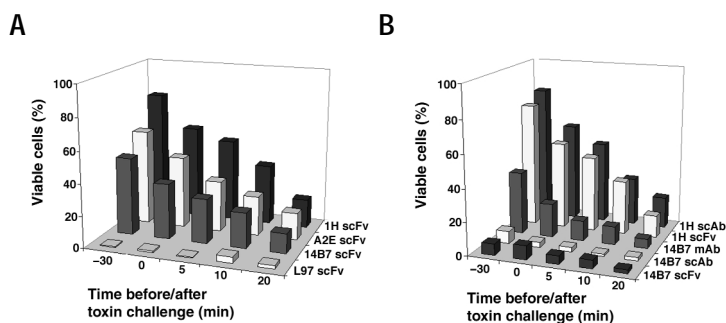 A
100
80
60
40
20
0
Viable cells (%)
1H scFv
A2E scFv
14B7 scFv
L97 scFv
−30
0
5
10
20
Time before/after
toxin challenge (min)
B
100
80
60
40
20
0
Viable cells (%)
1H scAb
1H scFv
14B7 mAb
14B7 scAb
14B7 scFv
−30
0
5
10
20
Time before/after
toxin challenge (min)